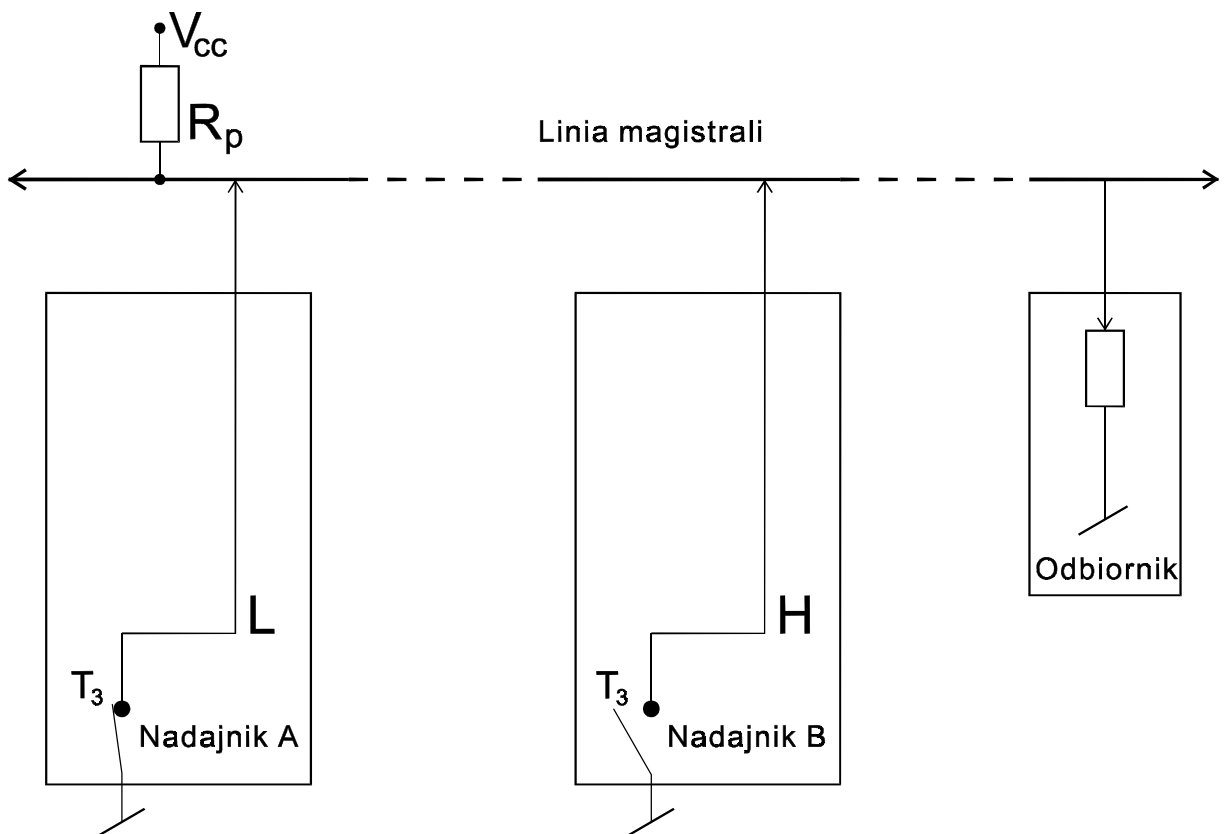 Vcc
Rp
Linia magistrali
L
H
Odbiornik
T3
T3
Nadajnik A
Nadajnik B